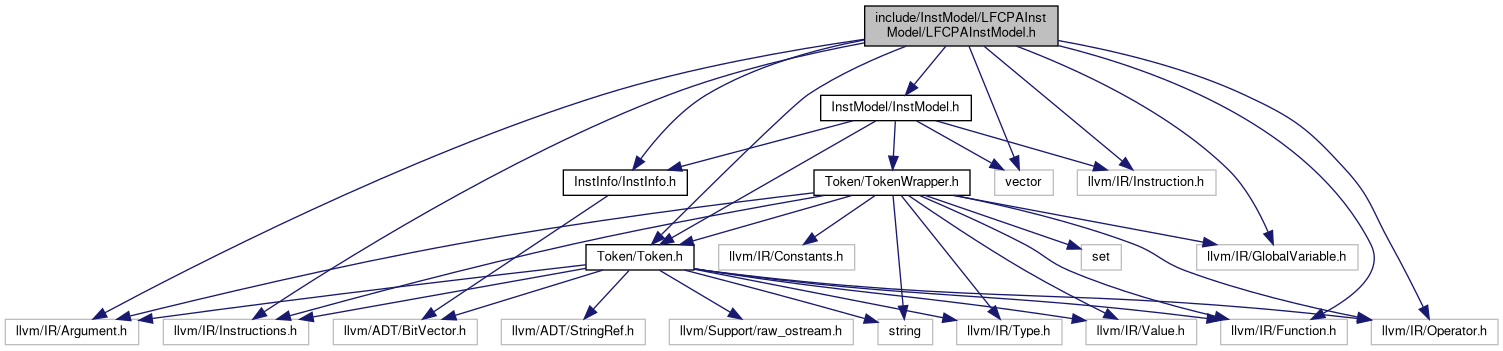 include/InstModel/LFCPAInst
Model/LFCPAInstModel.h
InstModel/InstModel.h
InstInfo/InstInfo.h
Token/TokenWrapper.h
vector
llvm/IR/Instruction.h
Token/Token.h
llvm/IR/Constants.h
set
llvm/IR/GlobalVariable.h
llvm/IR/Argument.h
llvm/IR/Instructions.h
llvm/ADT/BitVector.h
llvm/ADT/StringRef.h
llvm/Support/raw_ostream.h
string
llvm/IR/Type.h
llvm/IR/Value.h
llvm/IR/Function.h
llvm/IR/Operator.h